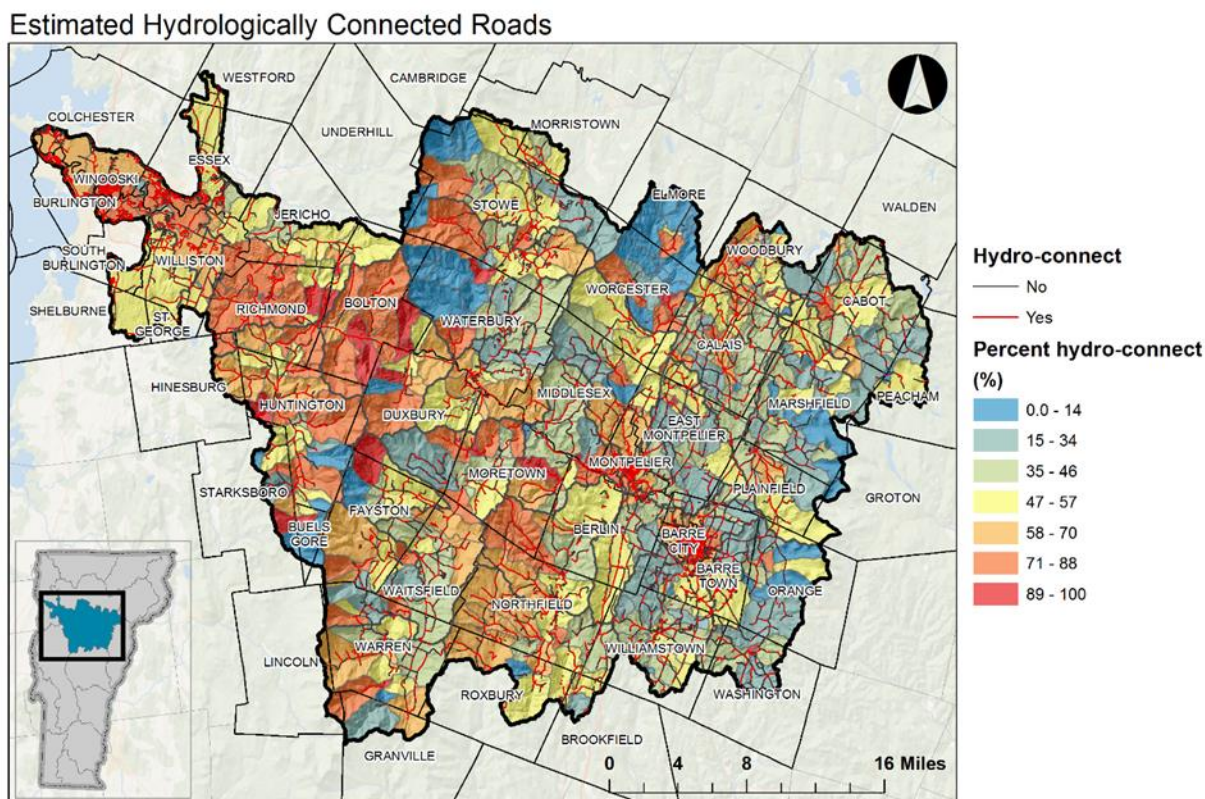 Estimated Hydrologically Connected Roads
WESTFORD
CAMBRIDGE
COLCHESTER
UNDERHILL
MORRISTOWN
ESSEX
WINOOSKI
BURLINGTON
ELMORE
WALDEN
JERICHO
STOWE
SOUTH
BURLINGTON
WILLISTON
WOODBURY
WORCESTER
CABOT
SHELBURNE
ST
GEORGE
RICHMOND
BOLTON
WATERBURY
CALAIS
HINESBURG
HUNTINGTON
DUXBURY
MIDDLESEX
EAST
MONTPELIER
MARSHFIELD
PEACHAM
STARKSBORO
MORETOWN
MONTPELIER
PLAINFIELD
GROTON
BUELS
GORE
FAYSTON
BERLIN
BARRE
CITY
BARRE
TOWN
ORANGE
WAITSFIELD
NORTHFIELD
LINCOLN
WARREN
WILLIAMSTOWN
ROXBURY
WASHINGTON
BROOKFIELD
GRANVILLE
0 4 8 16 Miles
Hydro-connect
No
Yes
Percent hydro-connect
(%)
0.0 - 14
15 - 34
35 - 46
47 - 57
58 - 70
71 - 88
89 - 100